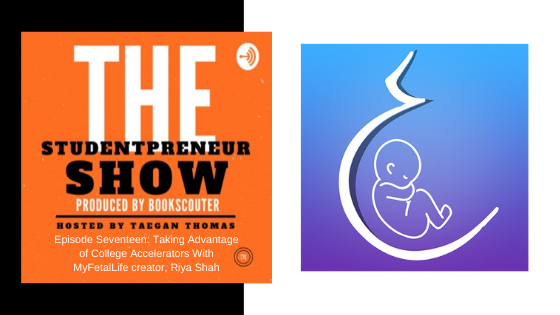 THE
STUDENTPRENEUR
SHOW
PRODUCED BY BOOKSCOUTER
HOSTED BY TAEGAN THOMAS
Episode Seventeen: Taking Advantage
of College Accelerators With
MyFetalLife creator, Riya Shah